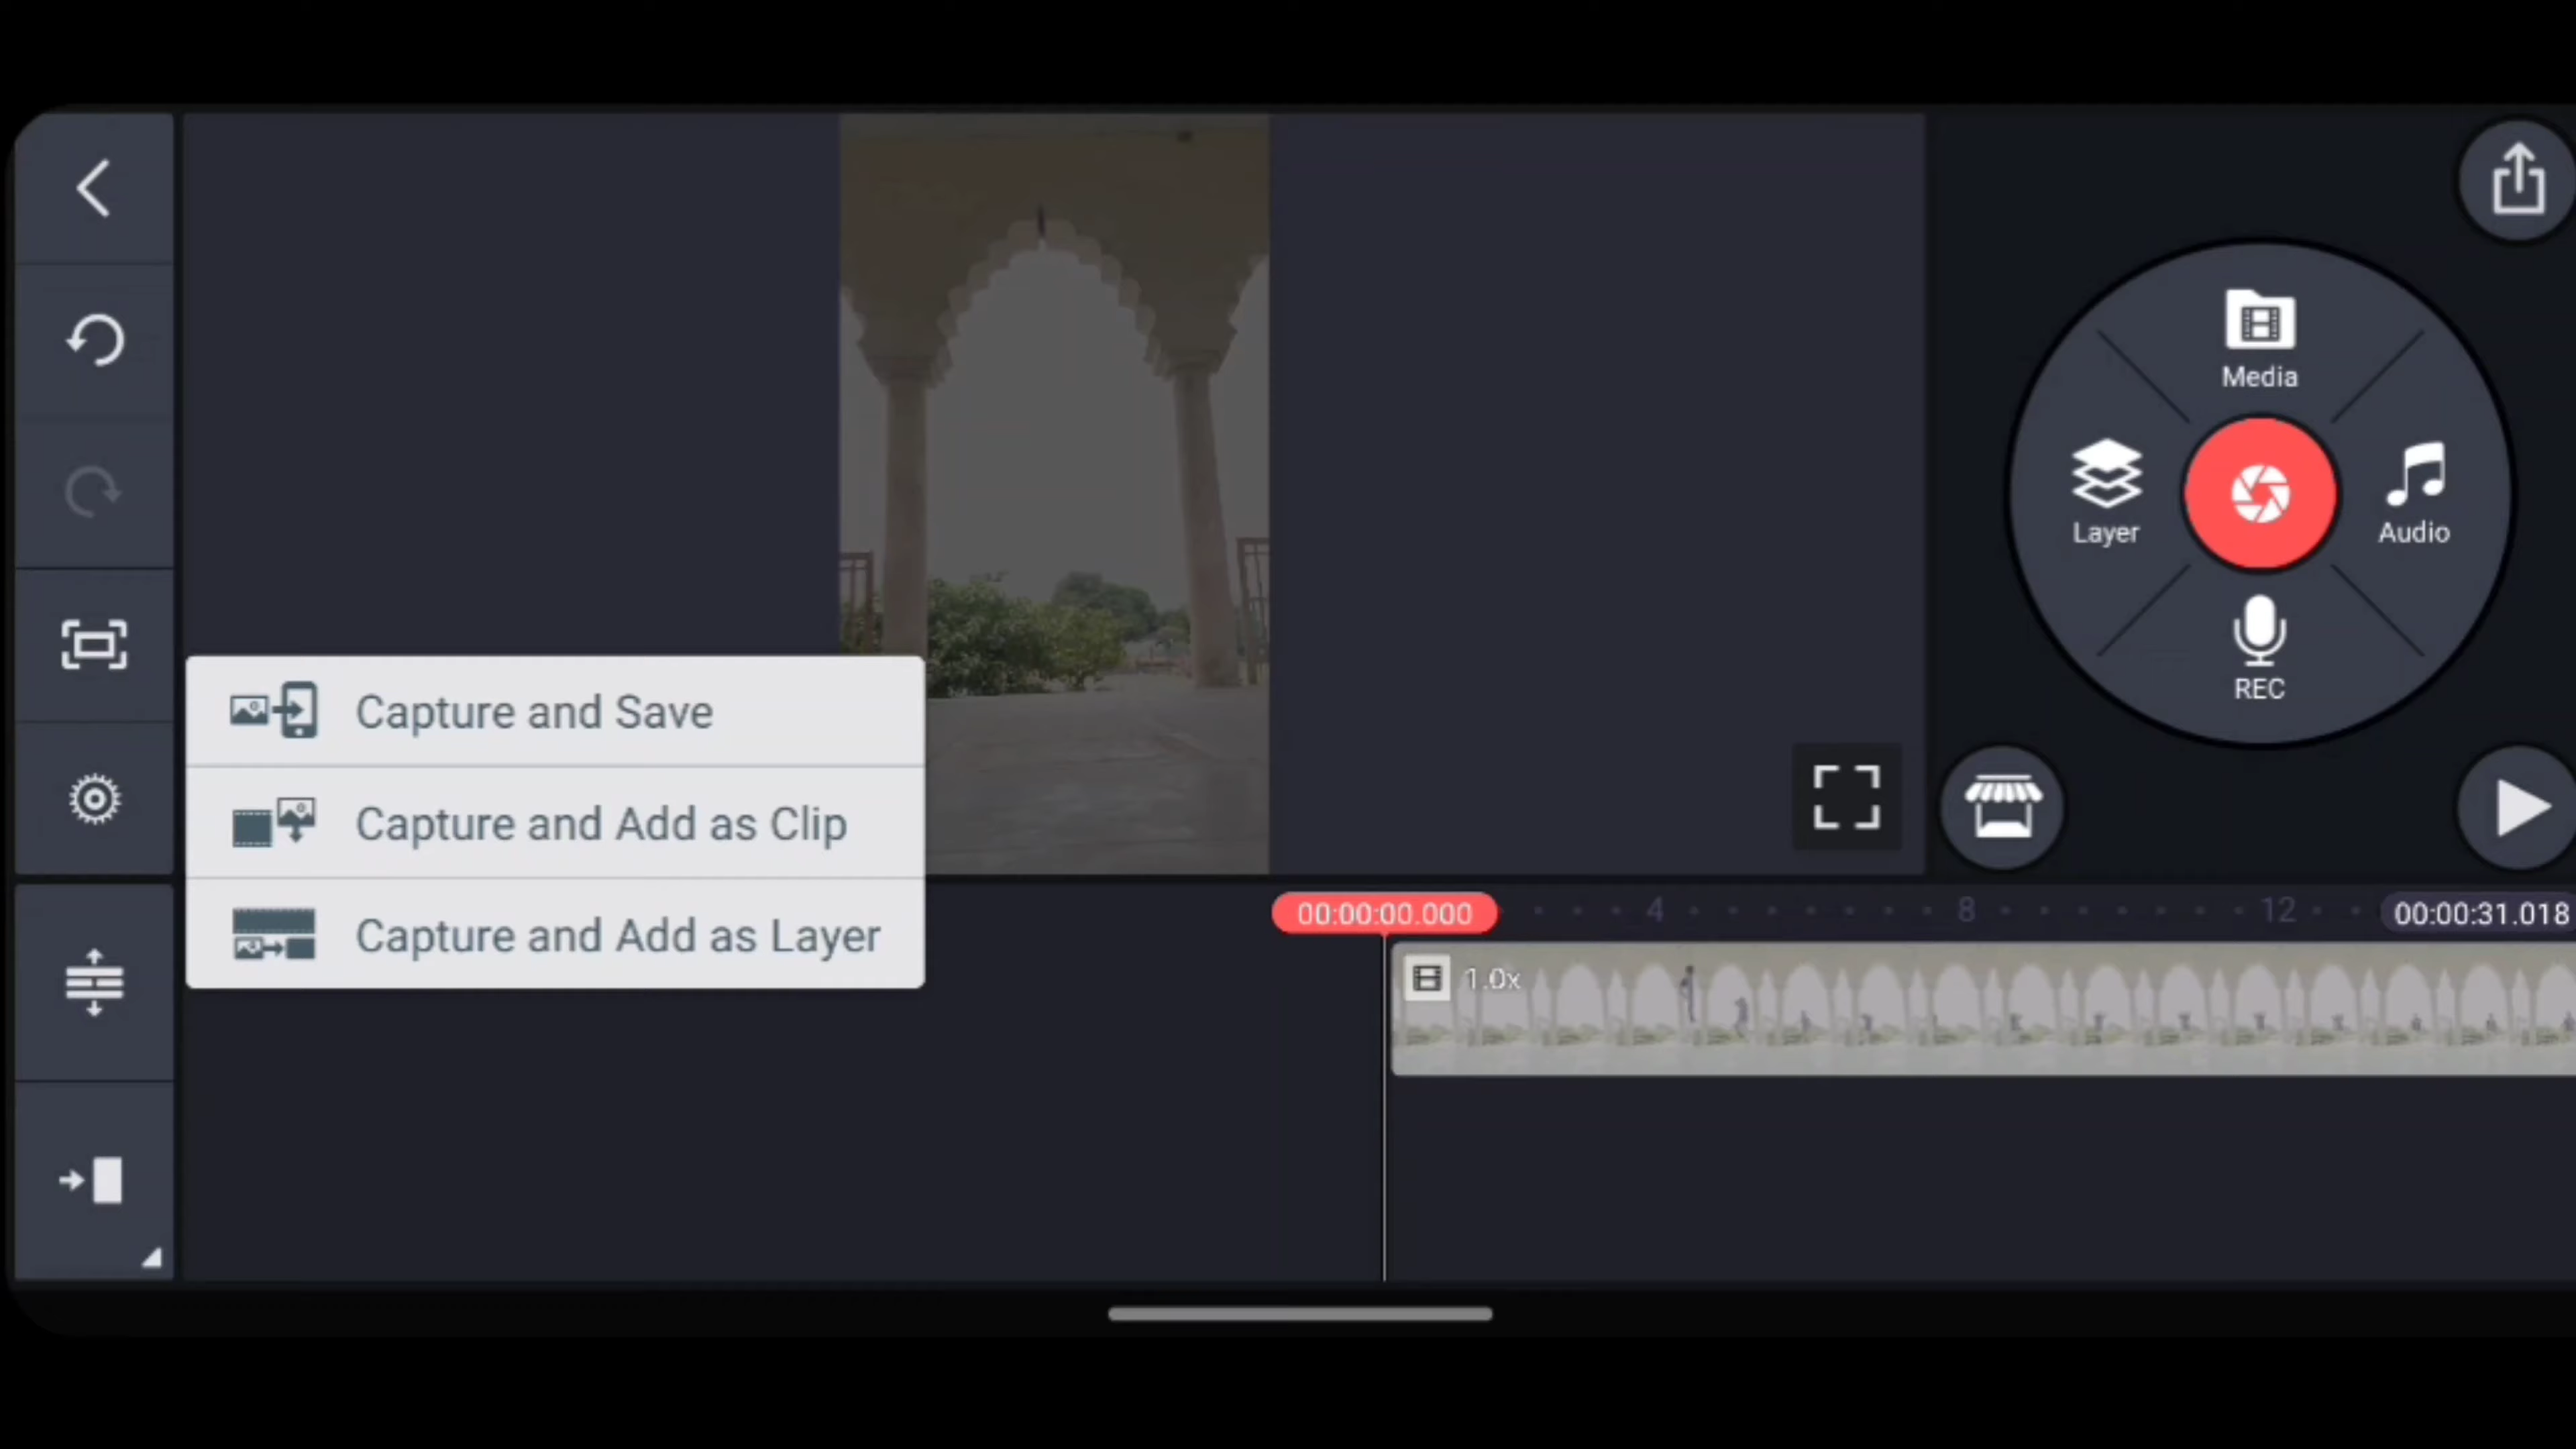 Media
Layer
Audio
REC
Capture and Save
Capture and Add as Clip
Capture and Add as Layer
00:00:00.000
4
8
12
00:00:31.018
1.0x